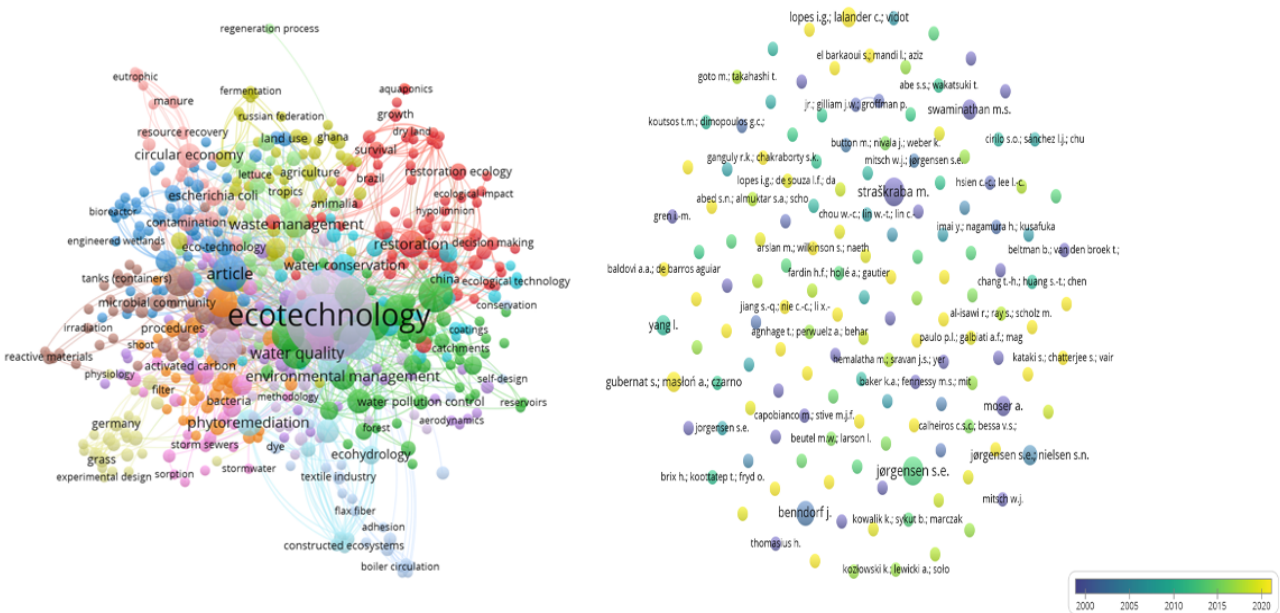 regeneration process
eutrophic
manure
fermentation
aquaponics
russian federation
growth
resource recovery
land use
ghana
dry land
circular economy
survival
lettuce
agriculture
brazil
restoration ecology
escherichia coli
tropics
ecological impact
bioreactor
animalia
hypolimnion
contamination
waste management
engineered wetlands
eco-technology
restoration
decision making
article
water conservation
tanks (containers)
china
ecological technology
microbial community
conservation
ecotechnology
irradiation
procedures
coatings
shoot
reactive materials
water quality
catchments
physiology
activated carbon
environmental management
self-design
filter
bacteria
methodology
water pollution control
reservoirs
germany
phytoremediation
forest
aerodynamics
grass
storm sewers
dye
ecohydrology
experimental design
sorption
stormwater
textile industry
flax fiber
adhesion
constructed ecosystems
boiler circulation
lopes i.g.; lalander c.; vidot
el barkaoui s.; mandi l.; aziz
goto m.; takahashi t.
abe s.s.; wakatsuki t.
jr.; gilliam j.w.; groffman p.
swaminathan m.s.
koutsos t.m.; dimopoulos g.c.;
button m.; nivala j.; weber k.
cirilo s.o.; sánchez l.j.; chu
ganguly r.k.; chakraborty s.k.
mitsch w.j.; jørgensen s.e.
lopes i.g.; de souza l.f.; da
hsien c.-c.; lee l.-c.
straškraba m.
abed s.n.; almuktar s.a.; scho
gren i.-m.
chou w.-c.; lin w.-t.; lin c.-
imai y.; nagamura h.; kusafuka
arslan m.; wilkinson s.; naeth
beltman b.; van den broek t.;
baldovi a.a.; de barros aguiar
fardin h.f.; hollé a.; gautier
chang t.-h.; huang s.-t.; chen
jiang s.-q.; nie c.-c.; li x.-
al-isawi r.; ray s.; scholz m.
yang l.
agnhage t.; perwuelz a.; behar
paulo p.l.; galbiati a.f.; mag
hemalatha m.; sravan j.s.; yer
kataki s.; chatterjee s.; vair
gubernat s.; masłoń a.; czarno
baker k.a.; fennessy m.s.; mit
capobianco m.; stive m.j.f.
moser a.
jorgensen s.e.
calheiros c.s.c.; bessa v.s.;
beutel m.w.; larson l.
jørgensen s.e.; nielsen s.n.
brix h.; koottatep t.; fryd o.
jørgensen s.e.
mitsch w.j.
benndorf j.
kowalik k.; sykut b.; marczak
thomasius h.
kozłowski k.; lewicki a.; soło
2000 2005 2010 2015 2020